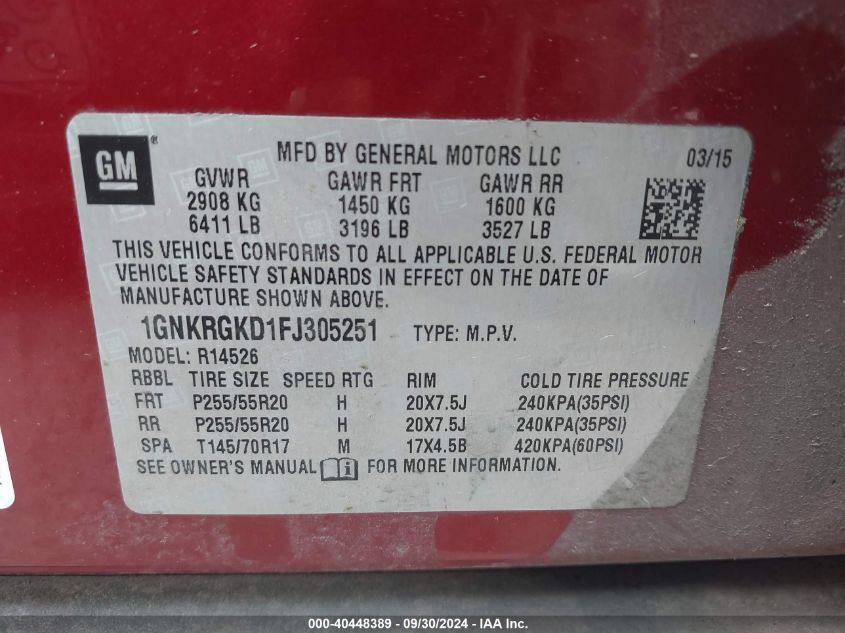 GM ®
MFD BY GENERAL MOTORS LLC 03/15
GVWR GAWR FRT GAWR RR
2908 KG 1450 KG 1600 KG
6411 LB 3196 LB 3527 LB
THIS VEHICLE CONFORMS TO ALL APPLICABLE U.S. FEDERAL MOTOR
VEHICLE SAFETY STANDARDS IN EFFECT ON THE DATE OF
MANUFACTURE SHOWN ABOVE.
1GNKRGKD1FJ305251 TYPE: M.P.V.
MODEL: R14526
RBBL TIRE SIZE SPEED RTG RIM COLD TIRE PRESSURE
FRT P255/55R20 H 20X7.5J 240KPA(35PSI)
RR P255/55R20 H 20X7.5J 240KPA(35PSI)
SPA T145/70R17 M 17X4.5B 420KPA(60PSI)
SEE OWNER'S MANUAL i FOR MORE INFORMATION.
000-40448389 - 09/30/2024 - IAA Inc.